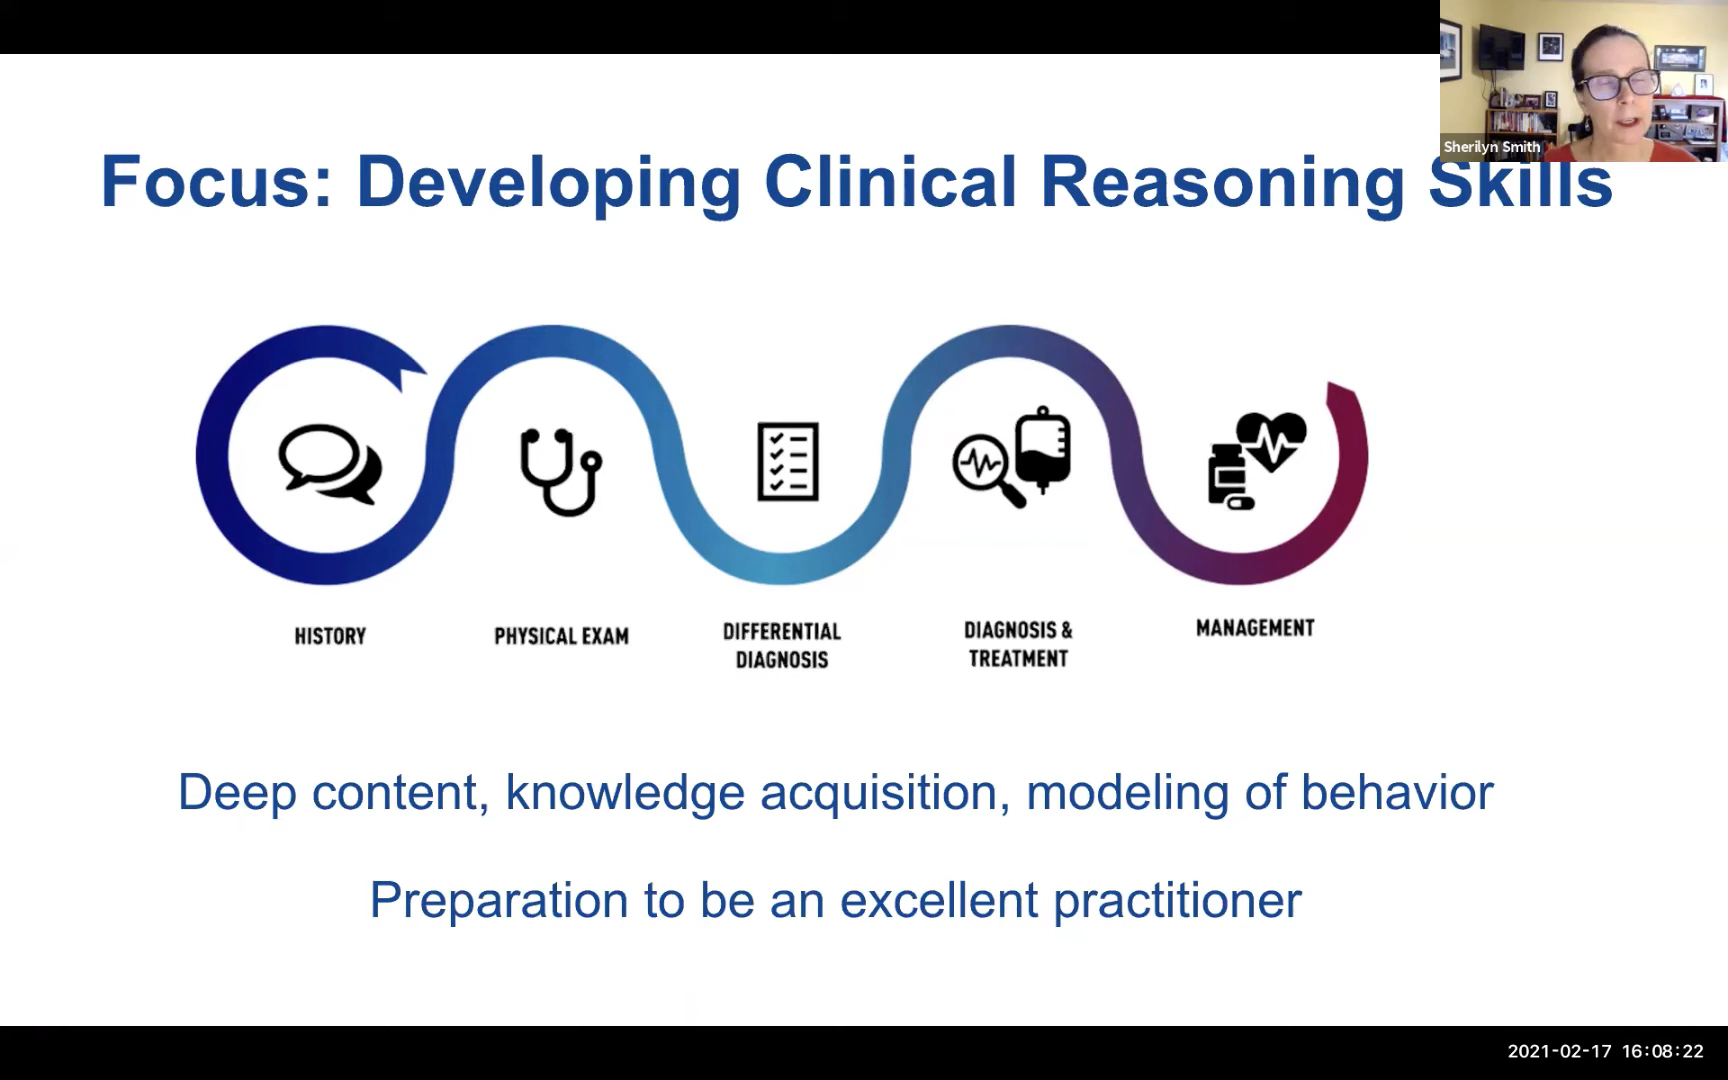 Sherilyn Smith
Focus: Developing Clinical Reasoning Skills
HISTORY
PHYSICAL EXAM
DIFFERENTIAL
DIAGNOSIS
DIAGNOSIS &
TREATMENT
MANAGEMENT
Deep content, knowledge acquisition, modeling of behavior
Preparation to be an excellent practitioner
2021-02-17 16:08:22